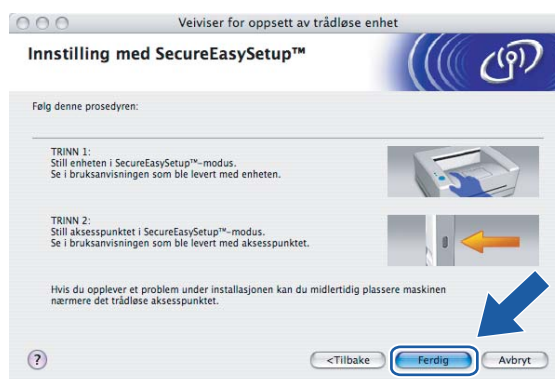 Veiviser for oppsett av trådløse enhet
Innstilling med SecureEasySetup™
Følg denne prosedyren:
TRINN 1:
Still enheten i SecureEasySetup™-modus.
Se i bruksanvisningen som ble levert med enheten.
TRINN 2:
Still aksesspunktet i SecureEasySetup™-modus.
Se i bruksanvisningen som ble levert med aksesspunktet.
Hvis du opplever et problem under installasjonen kan du midlertidig plassere maskinen
nærmere det trådløse aksesspunktet.
?
<Tilbake
Ferdig
Avbryt